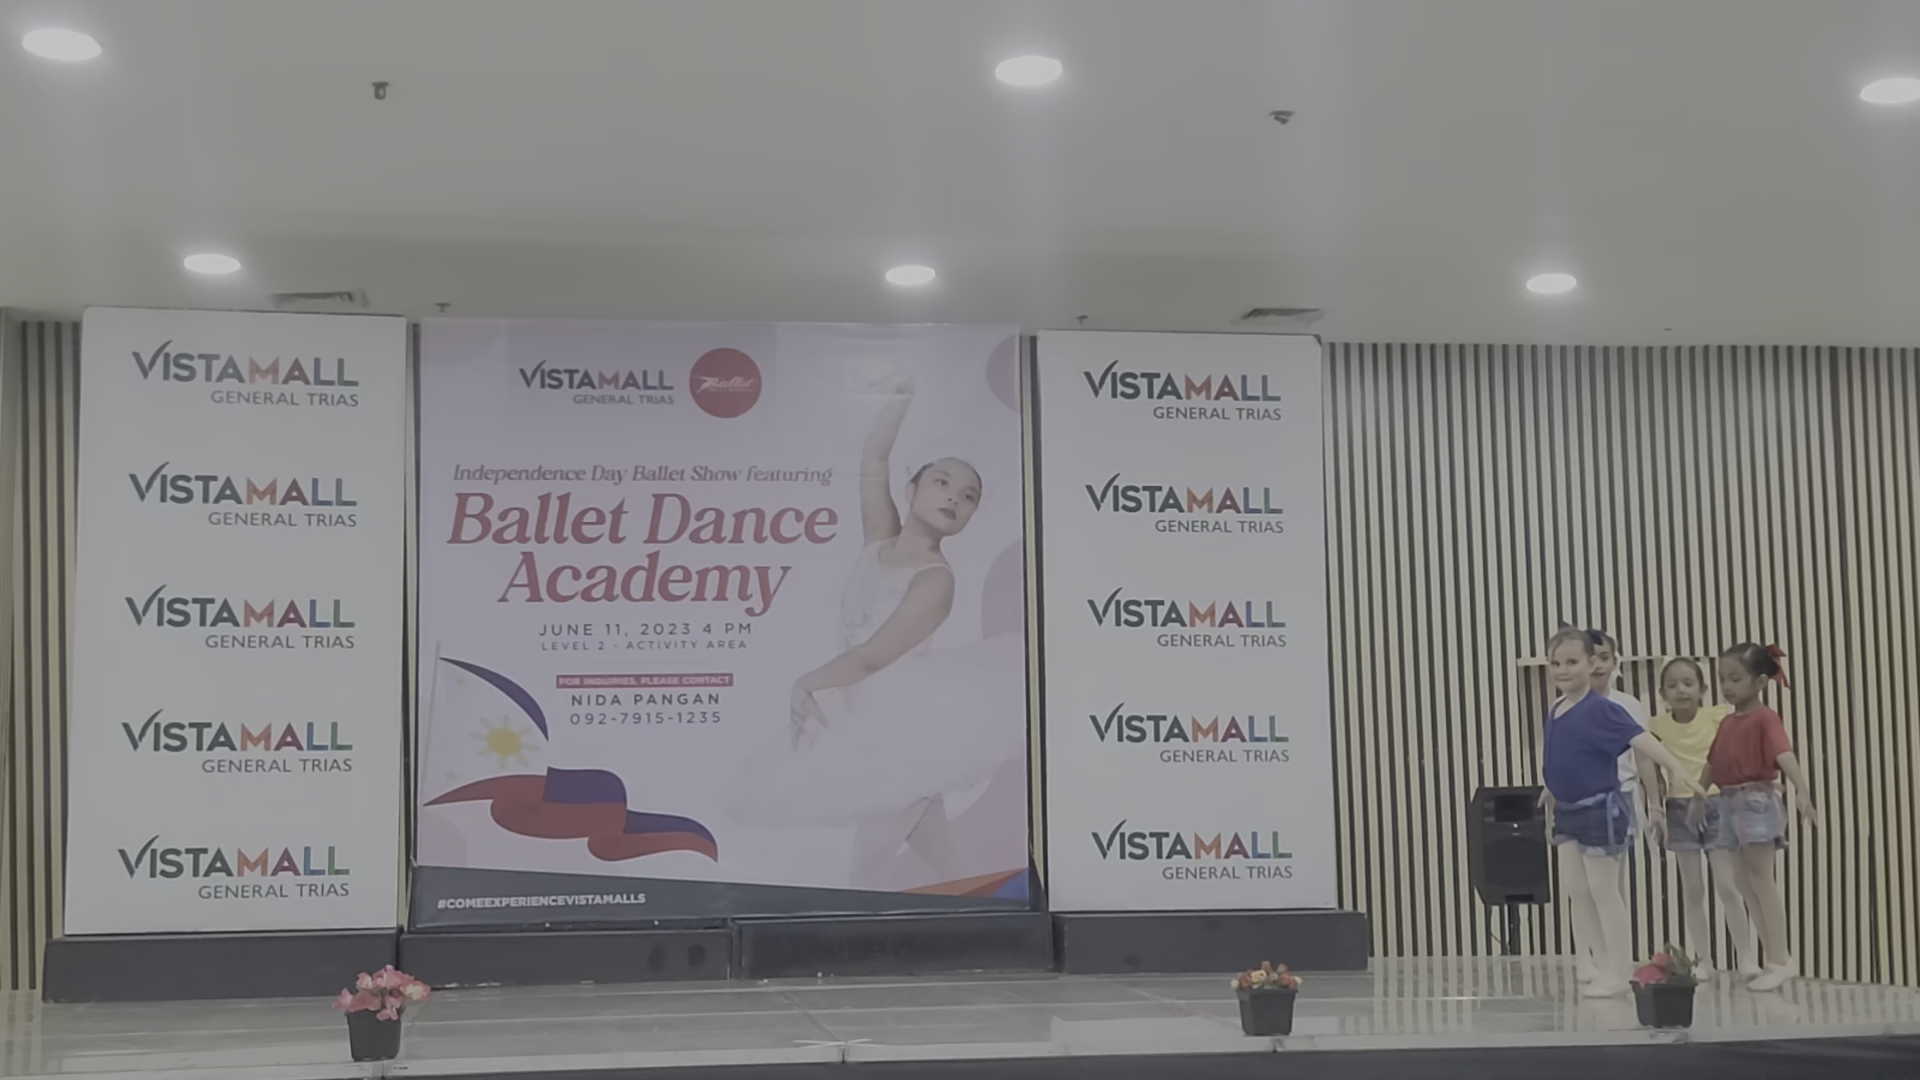 VISTAMALL
GENERAL TRIAS
VISTAMALL
GENERAL TRIAS
VISTAMALL
GENERAL TRIAS
VISTAMALL
GENERAL TRIAS
VISTAMALL
GENERAL TRIAS
VISTAMALL
GENERAL TRIAS
Ballet
Independence Day Ballet Show featuring
Ballet Dance
Academy
JUNE 11, 2023 4 PM
LEVEL 2 - ACTIVITY AREA
FOR INQUIRIES, PLEASE CONTACT
NIDA PANGAN
092-7915-1235
#COMEEXPERIENCEVISTAMALLS
VISTAMALL
GENERAL TRIAS
VISTAMALL
GENERAL TRIAS
VISTAMALL
GENERAL TRIAS
VISTAMALL
GENERAL TRIAS
VISTAMALL
GENERAL TRIAS